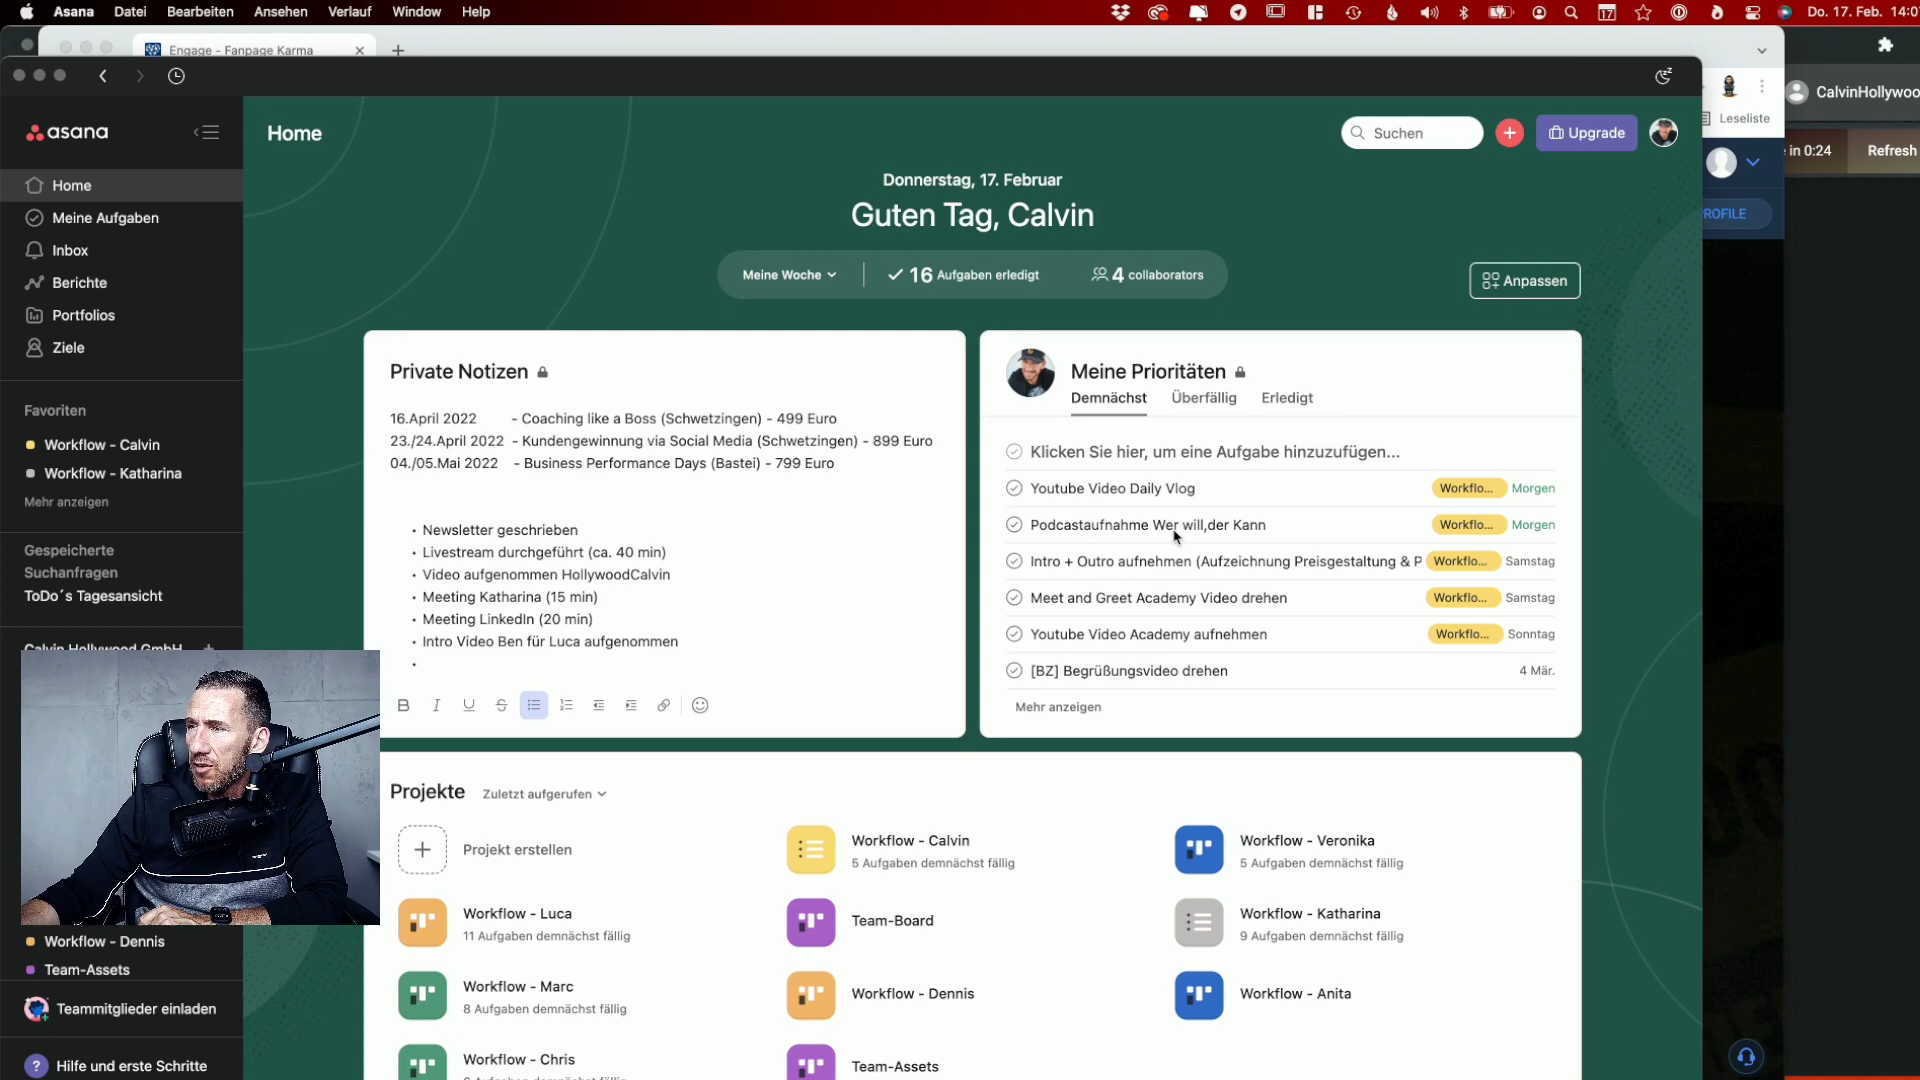 Asana Datei Bearbeiten Ansehen Verlauf Window Help
17 Do. 17. Feb. 14:0
Engage - Fanpage Karma
CalvinHollywoo
Leseliste
in 0:24 Refresh
ROFILE
asana
Home
Meine Aufgaben
Inbox
Berichte
Portfolios
Ziele
Favoriten
Workflow - Calvin
Workflow - Katharina
Mehr anzeigen
Gespeicherte
Suchanfragen
ToDo´s Tagesansicht
Calvin Hollywood GmbH
Workflow - Dennis
Team-Assets
Teammitglieder einladen
? Hilfe und erste Schritte
Home
Suchen
Upgrade
Donnerstag, 17. Februar
Guten Tag, Calvin
Meine Woche
16 Aufgaben erledigt
4 collaborators
Anpassen
Private Notizen
16.April 2022 - Coaching like a Boss (Schwetzingen) - 499 Euro
23./24.April 2022 - Kundengewinnung via Social Media (Schwetzingen) - 899 Euro
04./05.Mai 2022 - Business Performance Days (Bastei) - 799 Euro
• Newsletter geschrieben
• Livestream durchgeführt (ca. 40 min)
• Video aufgenommen HollywoodCalvin
• Meeting Katharina (15 min)
• Meeting LinkedIn (20 min)
• Intro Video Ben für Luca aufgenommen
•
B I U S
Meine Prioritäten
Demnächst Überfällig Erledigt
Klicken Sie hier, um eine Aufgabe hinzuzufügen...
Youtube Video Daily Vlog Workflo... Morgen
Podcastaufnahme Wer will,der Kann Workflo... Morgen
Intro + Outro aufnehmen (Aufzeichnung Preisgestaltung & P Workflo... Samstag
Meet and Greet Academy Video drehen Workflo... Samstag
Youtube Video Academy aufnehmen Workflo... Sonntag
[BZ] Begrüßungsvideo drehen 4 Mär.
Mehr anzeigen
Projekte Zuletzt aufgerufen
Projekt erstellen
Workflow - Calvin
5 Aufgaben demnächst fällig
Workflow - Veronika
5 Aufgaben demnächst fällig
Workflow - Luca
11 Aufgaben demnächst fällig
Team-Board
Workflow - Katharina
9 Aufgaben demnächst fällig
Workflow - Marc
8 Aufgaben demnächst fällig
Workflow - Dennis
Workflow - Anita
Workflow - Chris
Team-Assets